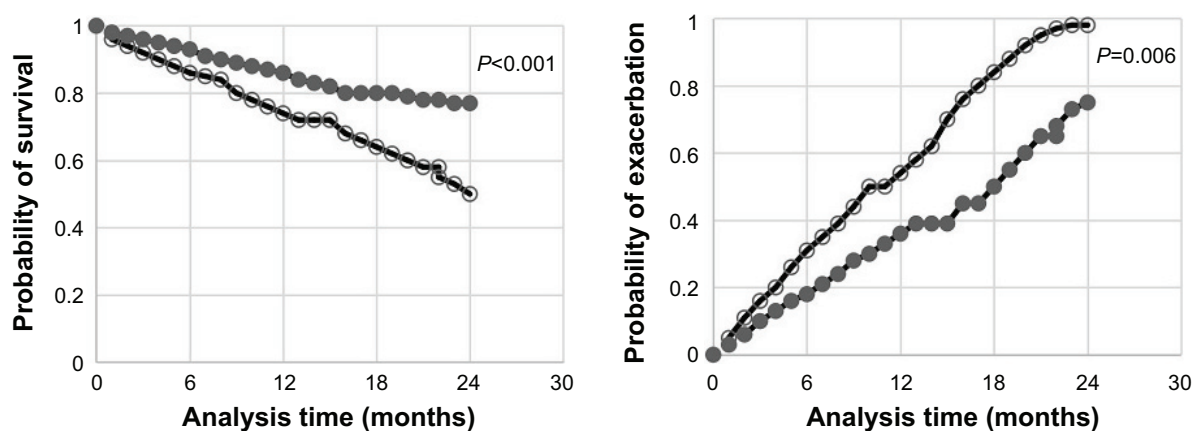 Probability of survival
1
0.8
0.6
0.4
0.2
0
P<0.001
0 6 12 18 24 30
Analysis time (months)
Probability of exacerbation
1
0.8
0.6
0.4
0.2
0
P=0.006
0 6 12 18 24 30
Analysis time (months)